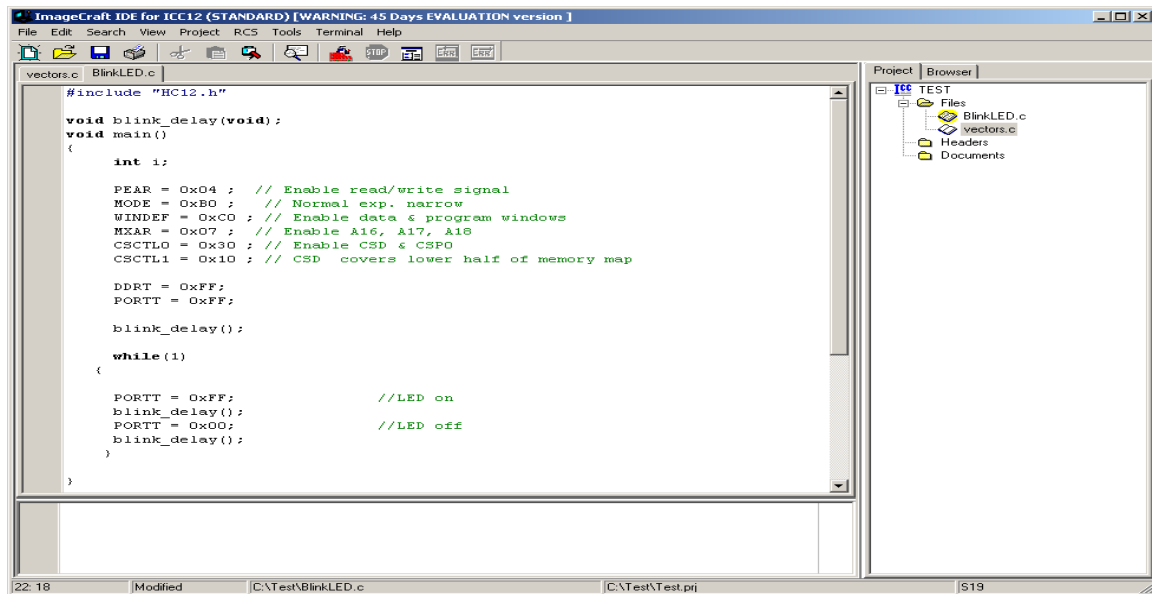 ImageCraft IDE for ICC12 (STANDARD) [WARNING: 45 Days EVALUATION version ]
File Edit Search View Project RCS Tools Terminal Help
STOP ERR ERR
vectors.c BlinkLED.c
#include "HC12.h"
void blink_delay(void);
void main()
{
int i;
PEAR = 0x04 ; // Enable read/write signal
MODE = 0xB0 ; // Normal exp. narrow
WINDEF = 0xC0 ; // Enable data & program windows
MXAR = 0x07 ; // Enable A16, A17, A18
CSCTL0 = 0x30 ; // Enable CSD & CSP0
CSCTL1 = 0x10 ; // CSD covers lower half of memory map
DDRT = 0xFF;
PORTT = 0xFF;
blink_delay();
while(1)
{
PORTT = 0xFF; //LED on
blink_delay();
PORTT = 0x00; //LED off
blink_delay();
}
}
Project Browser
ICC TEST
Files
BlinkLED.c
vectors.c
Headers
Documents
22: 18 Modified C:\Test\BlinkLED.c C:\Test\Test.prj S19